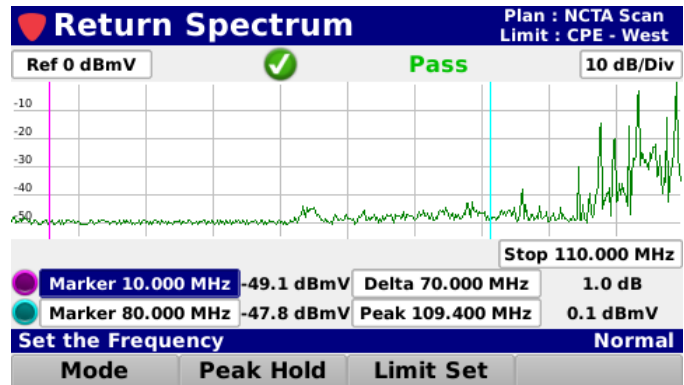 Return Spectrum
Plan : NCTA Scan
Limit : CPE - West
Ref 0 dBmV
Pass
10 dB/Div
-10
-20
-30
-40
-50
Stop 110.000 MHz
Marker 10.000 MHz -49.1 dBmV Delta 70.000 MHz 1.0 dB
Marker 80.000 MHz -47.8 dBmV Peak 109.400 MHz 0.1 dBmV
Set the Frequency Normal
Mode Peak Hold Limit Set